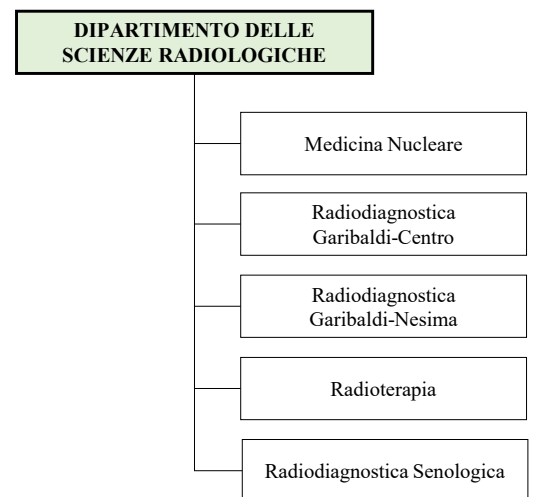 DIPARTIMENTO DELLE
SCIENZE RADIOLOGICHE
Medicina Nucleare
Radiodiagnostica
Garibaldi-Centro
Radiodiagnostica
Garibaldi-Nesima
Radioterapia
Radiodiagnostica Senologica